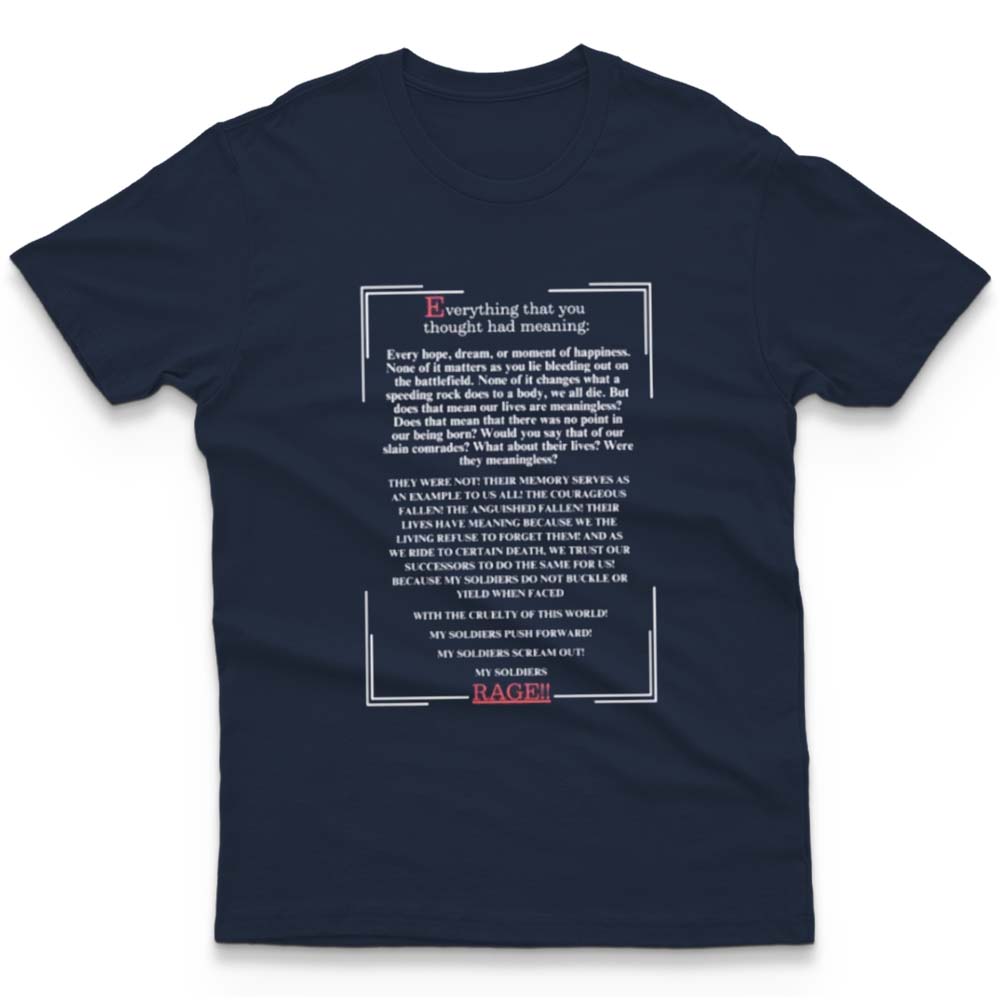 Everything that you
thought had meaning:
Every hope, dream, or moment of happiness.
None of it matters as you lie bleeding out on
the battlefield. None of it changes what a
speeding rock does to a body, we all die. But
does that mean our lives are meaningless?
Does that mean that there was no point in
our being born? Would you say that of our
slain comrades? What about their lives? Were
they meaningless?
THEY WERE NOT! THEIR MEMORY SERVES AS
AN EXAMPLE TO US ALL! THE COURAGEOUS
FALLEN! THE ANGUISHED FALLEN! THEIR
LIVES HAVE MEANING BECAUSE WE THE
LIVING REFUSE TO FORGET THEM! AND AS
WE RIDE TO CERTAIN DEATH, WE TRUST OUR
SUCCESSORS TO DO THE SAME FOR US!
BECAUSE MY SOLDIERS DO NOT BUCKLE OR
YIELD WHEN FACED
WITH THE CRUELTY OF THIS WORLD!
MY SOLDIERS PUSH FORWARD!
MY SOLDIERS SCREAM OUT!
MY SOLDIERS
RAGE!!